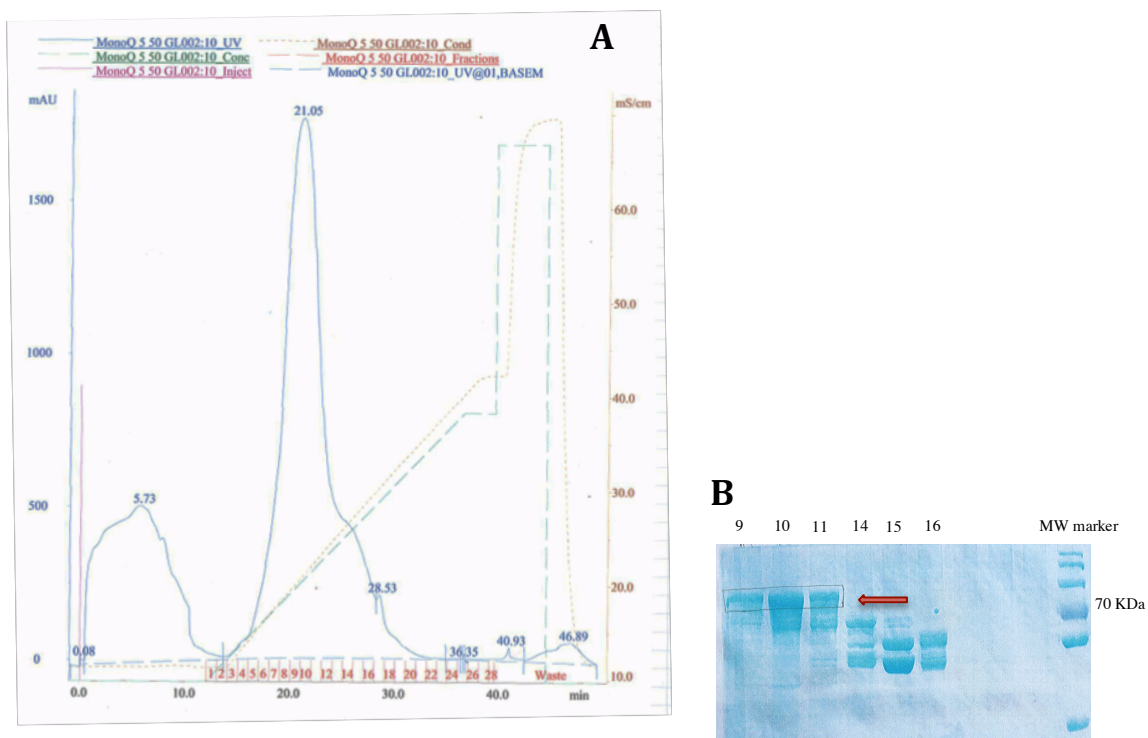 A
MonoQ 5 50 GL002:10_UV
MonoQ 5 50 GL002:10_Cond
MonoQ 5 50 GL002:10_Conc
MonoQ 5 50 GL002:10_Fractions
MonoQ 5 50 GL002:10_Inject
MonoQ 5 50 GL002:10_UV@01,BASEM
mAU
mS/cm
21.05
1500
60.0
50.0
1000
40.0
5.73
500
30.0
28.53
20.0
0
0.08
36.35
40.93
46.89
10.0
1 2 3 4 5 6 7 8 9 10 12 14 16 18 20 22 24 26 28 Waste
0.0 10.0 20.0 30.0 40.0 min
B
9 10 11 14 15 16 MW marker
70 KDa